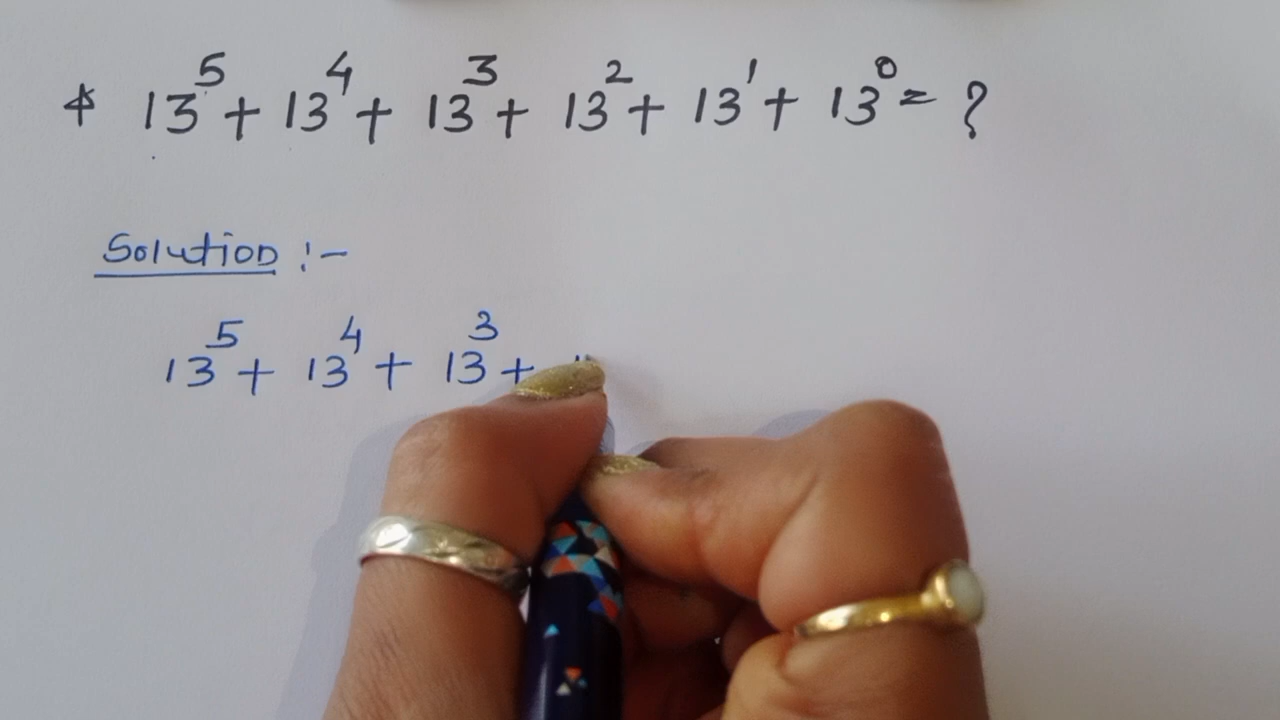 * 13⁵ + 13⁴ + 13³ + 13² + 13¹ + 13⁰ = ?
Solution :-
13⁵ + 13⁴ + 13³ +